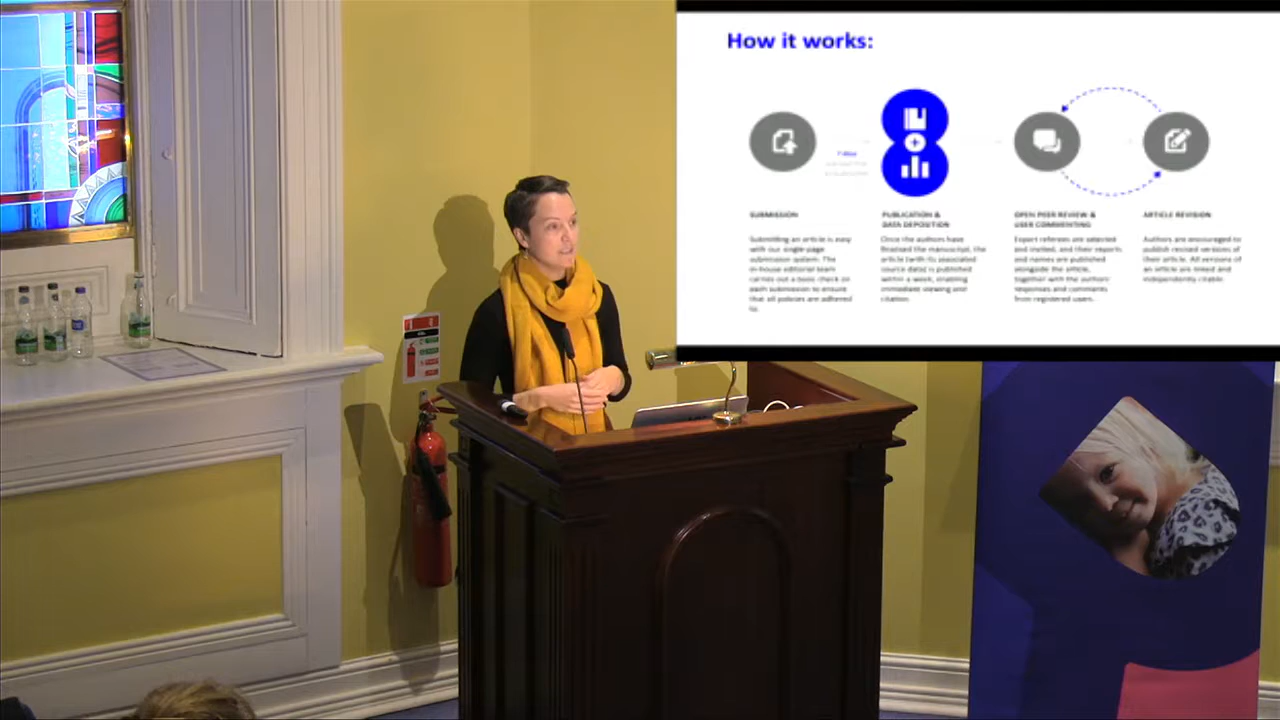 How it works:
SUBMISSION
Submitting an article is easy
with our single-page
submission system. The
in-house editorial team
carries out a basic check on
each submission to ensure
that all policies are adhered
to.
PUBLICATION &
DATA DEPOSITION
Once the authors have
finalised the manuscript, the
article (with its associated
source data) is published
within a week, enabling
immediate viewing and
citation.
OPEN PEER REVIEW &
USER COMMENTING
Expert referees are selected
and invited, and their reports
and names are published
alongside the article,
together with the authors'
responses and comments
from registered users.
ARTICLE REVISION
Authors are encouraged to
publish revised versions of
their article. All versions of
an article are linked and
independently citable.